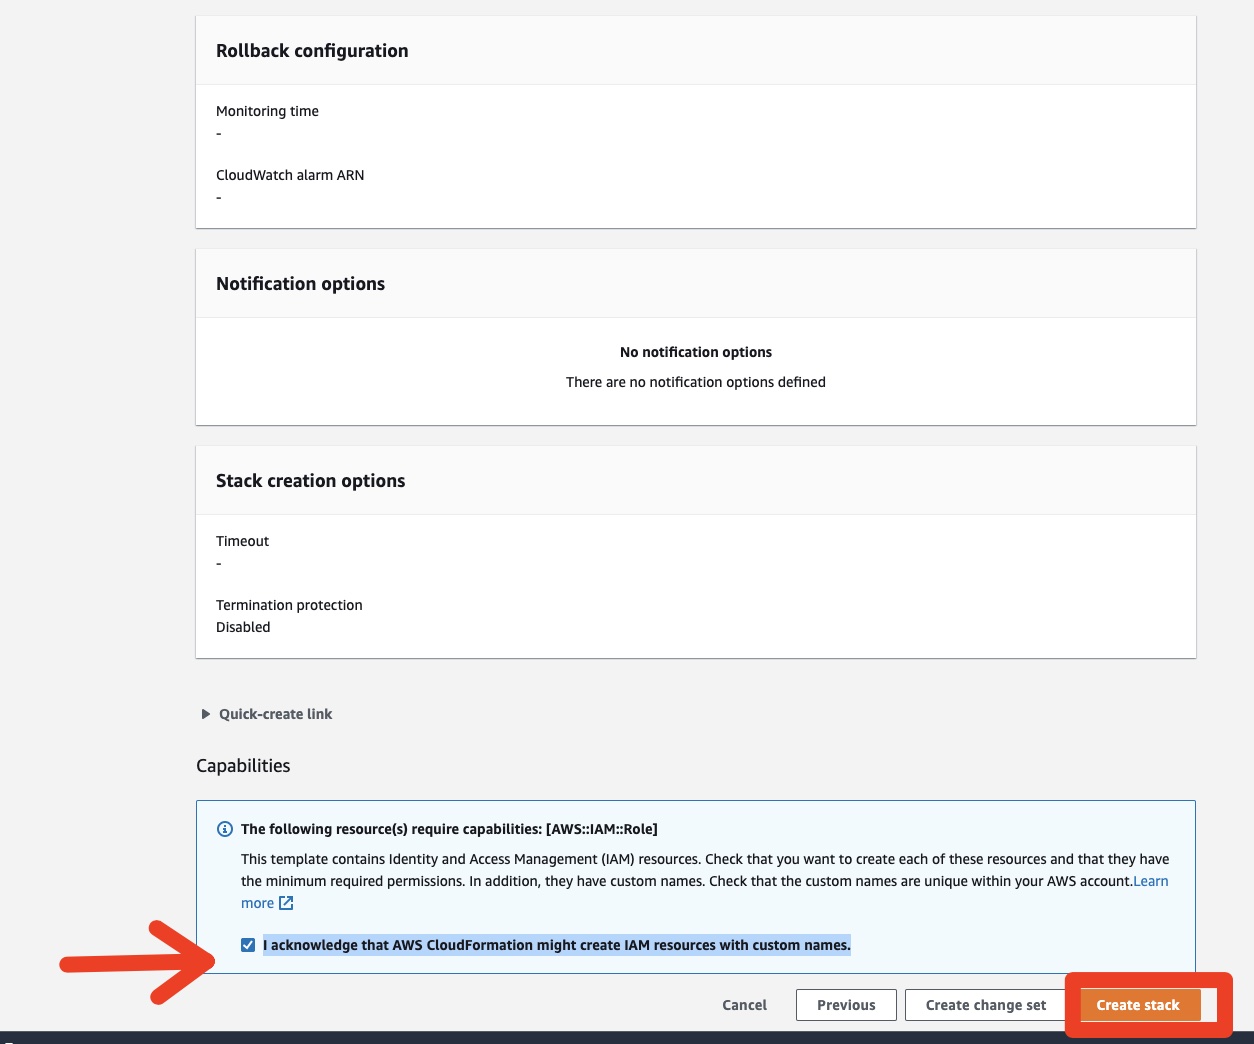 Rollback configuration
Monitoring time
-
CloudWatch alarm ARN
-
Notification options
No notification options
There are no notification options defined
Stack creation options
Timeout
-
Termination protection
Disabled
Quick-create link
Capabilities
The following resource(s) require capabilities: [AWS::IAM::Role]
This template contains Identity and Access Management (IAM) resources. Check that you want to create each of these resources and that they have
the minimum required permissions. In addition, they have custom names. Check that the custom names are unique within your AWS account.Learn
more
I acknowledge that AWS CloudFormation might create IAM resources with custom names.
Cancel Previous Create change set Create stack